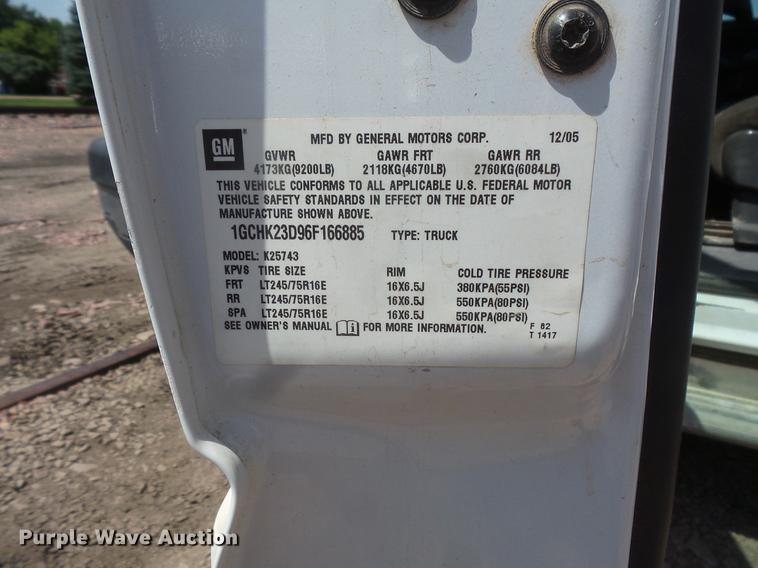 GM
MFD BY GENERAL MOTORS CORP. 12/05
GVWR GAWR FRT GAWR RR
4173KG(9200LB) 2118KG(4670LB) 2760KG(6084LB)
THIS VEHICLE CONFORMS TO ALL APPLICABLE U.S. FEDERAL MOTOR
VEHICLE SAFETY STANDARDS IN EFFECT ON THE DATE OF
MANUFACTURE SHOWN ABOVE.
1GCHK23D96F166885 TYPE: TRUCK
MODEL: K25743
KPVS TIRE SIZE RIM COLD TIRE PRESSURE
FRT LT245/75R16E 16X6.5J 380KPA(55PSI)
RR LT245/75R16E 16X6.5J 550KPA(80PSI)
SPA LT245/75R16E 16X6.5J 550KPA(80PSI)
SEE OWNER'S MANUAL FOR MORE INFORMATION.
F 82
T 1417
Purple Wave Auction